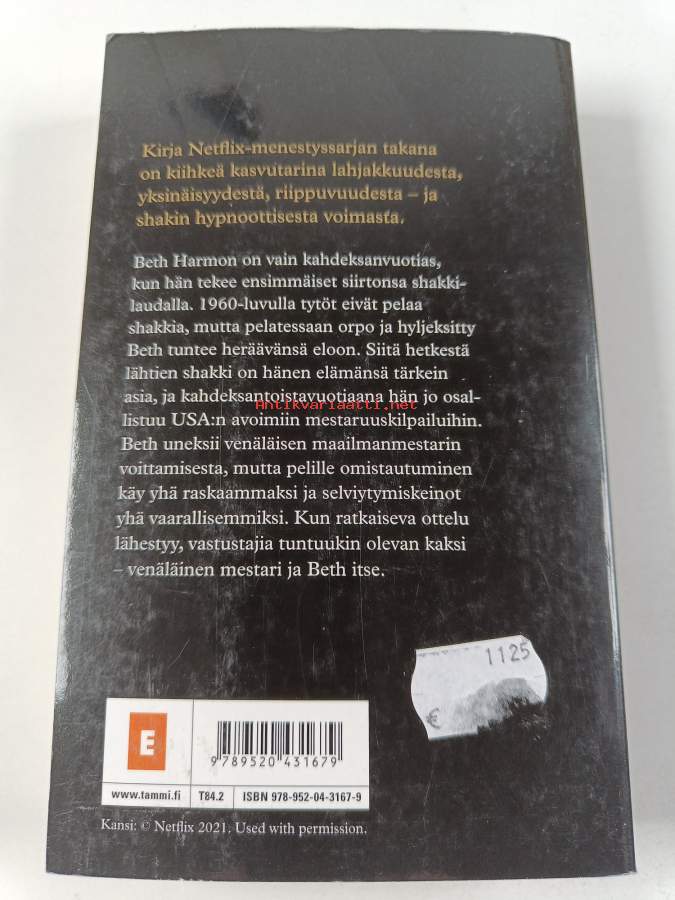 Kirja Netflix-menestyssarjan takana
on kiihkeä kasvutarina lahjakkuudesta,
yksinäisyydestä, riippuvuudesta – ja
shakin hypnoottisesta voimasta.
Beth Harmon on vain kahdeksanvuotias,
kun hän tekee ensimmäiset siirtonsa shakki-
laudalla. 1960-luvulla tytöt eivät pelaa
shakkia, mutta pelatessaan orpo ja hyljeksitty
Beth tuntee heräävänsä eloon. Siitä hetkestä
lähtien shakki on hänen elämänsä tärkein
asia, ja kahdeksantoistavuotiaana hän jo osal-
Antikvariaatti.net
listuu USA:n avoimiin mestaruuskilpailuihin.
Beth uneksii venäläisen maailmanmestarin
voittamisesta, mutta pelille omistautuminen
käy yhä raskaammaksi ja selviytymiskeinot
yhä vaarallisemmiksi. Kun ratkaiseva ottelu
lähestyy, vastustajia tuntuukin olevan kaksi
– venäläinen mestari ja Beth itse.
1125
€
E
9 789520 431679
www.tammi.fi T84.2 ISBN 978-952-04-3167-9
Kansi: © Netflix 2021. Used with permission.